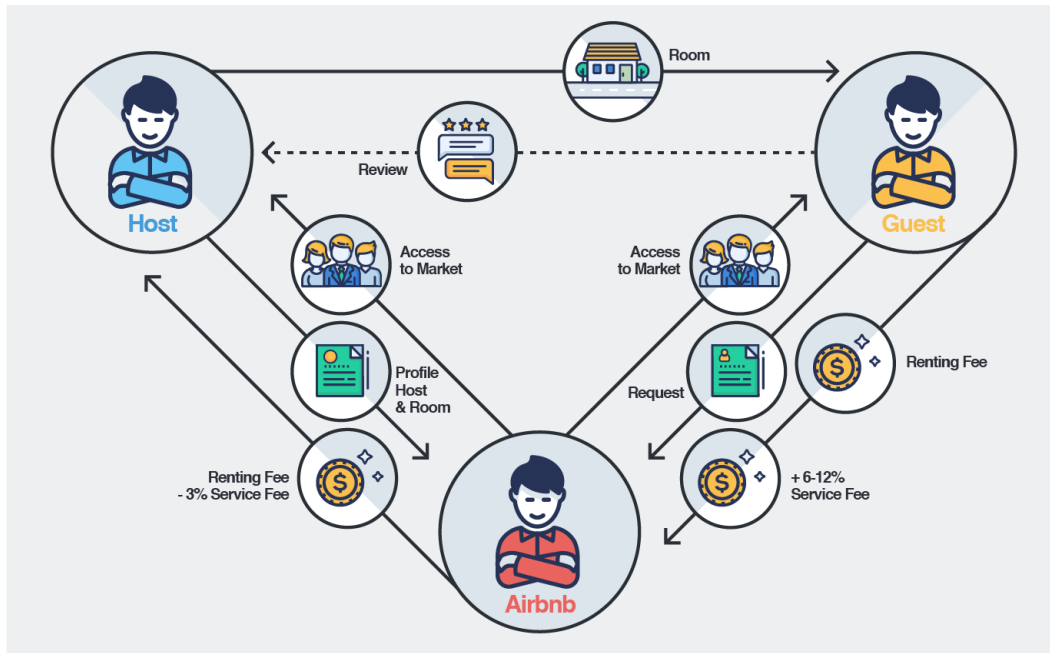 Room
Review
Host
Guest
Access
to Market
Access
to Market
Profile
Host
& Room
Request
Renting Fee
Renting Fee
- 3% Service Fee
+ 6-12%
Service Fee
Airbnb